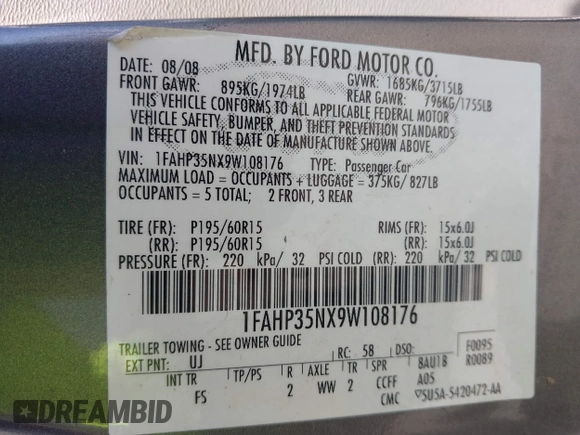 MFD. BY FORD MOTOR CO.
DATE: 08/08 GVWR: 1685KG/3715LB
FRONT GAWR: 895KG/1974LB REAR GAWR: 796KG/1755LB
THIS VEHICLE CONFORMS TO ALL APPLICABLE FEDERAL MOTOR
VEHICLE SAFETY, BUMPER, AND THEFT PREVENTION STANDARDS
IN EFFECT ON THE DATE OF MANUFACTURE SHOWN ABOVE.
VIN: 1FAHP35NX9W108176 TYPE: Passenger Car
MAXIMUM LOAD = OCCUPANTS + LUGGAGE = 375KG/ 827LB
OCCUPANTS = 5 TOTAL; 2 FRONT, 3 REAR
TIRE (FR): P195/60R15 RIMS (FR): 15x6.0J
(RR): P195/60R15 (RR): 15x6.0J
PRESSURE (FR): 220 kPa/ 32 PSI COLD (RR): 220 kPa/ 32 PSI COLD
1FAHP35NX9W108176
TRAILER TOWING - SEE OWNER GUIDE F0095
EXT PNT: UJ RC: 58 DSO: R0089
INT TR TP/PS R AXLE TR SPR 8AU1B
FS 2 WW 2 CCFF A05
CMC ▽5U5A-5420472-AA
DREAMBID